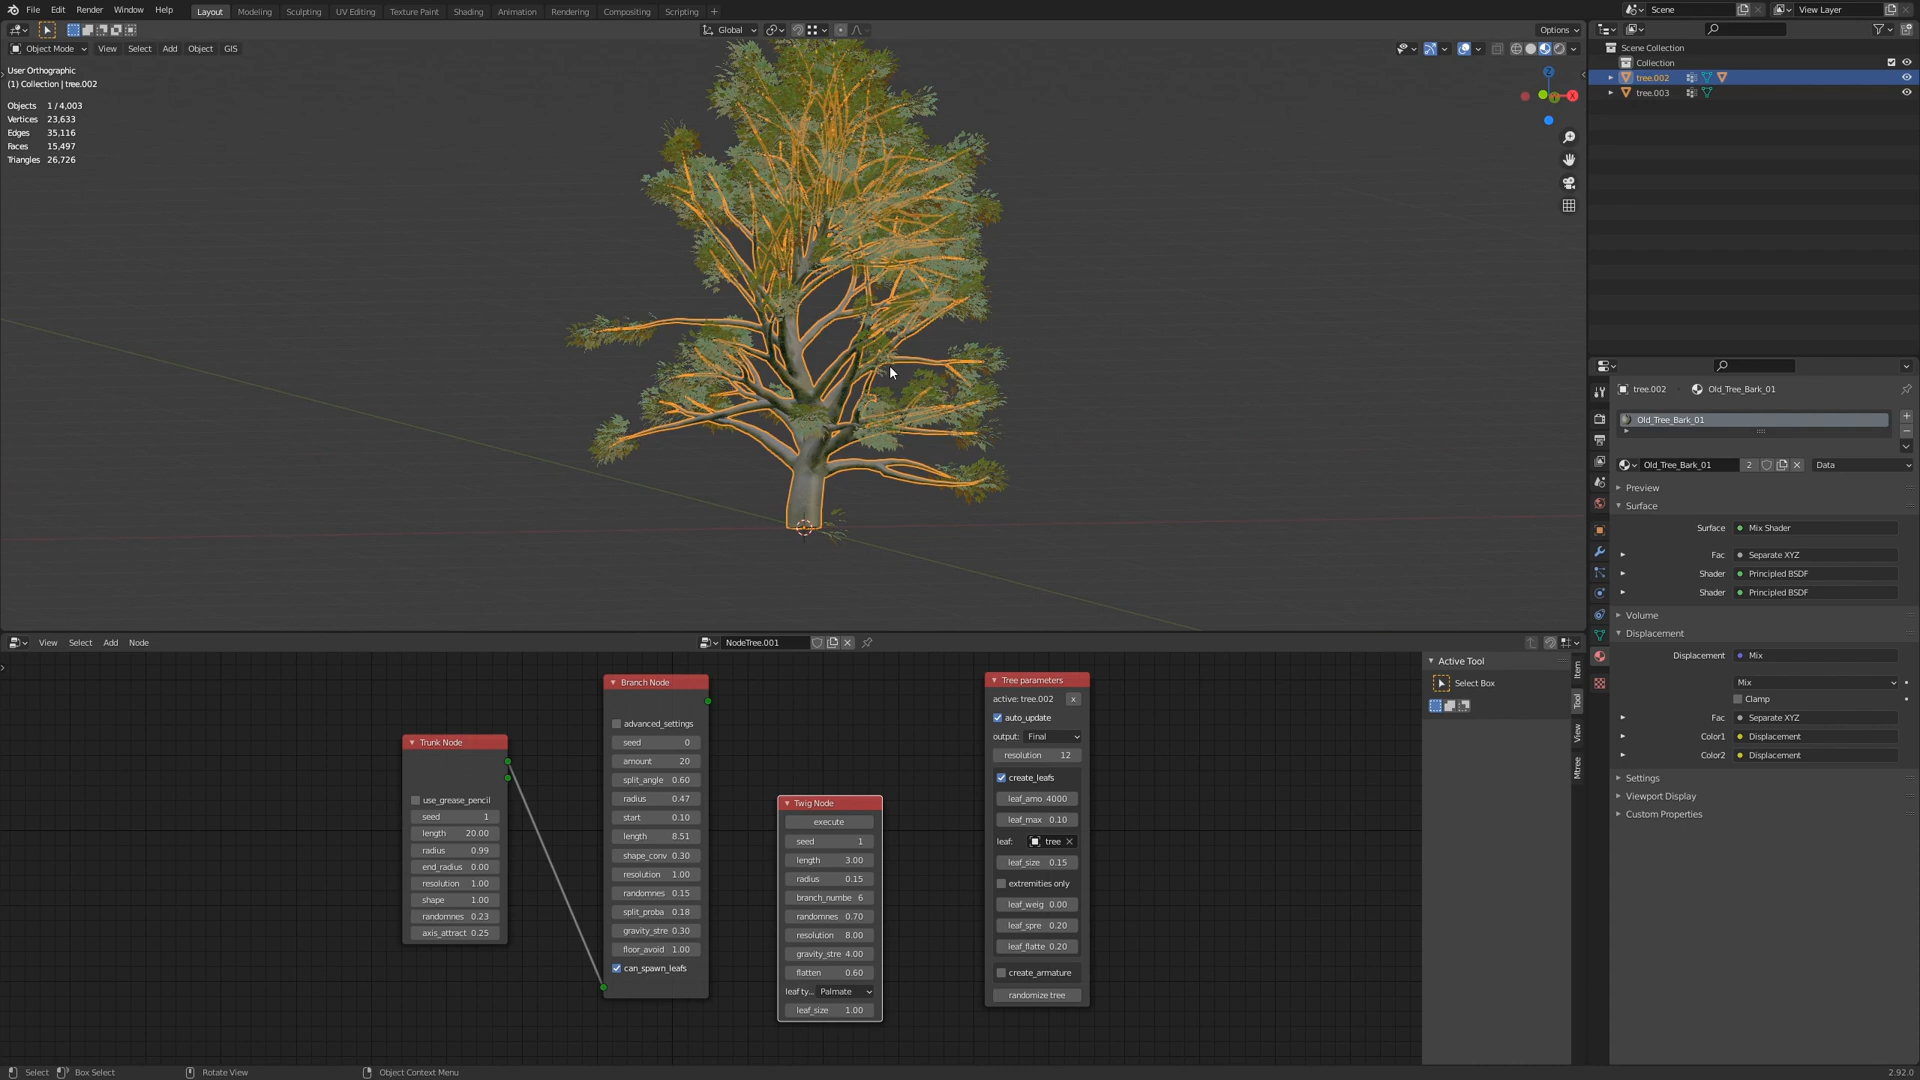 File Edit Render Window Help Layout Modeling Sculpting UV Editing Texture Paint Shading Animation Rendering Compositing Scripting + Scene View Layer
Global Options
Object Mode View Select Add Object GIS
User Orthographic
(1) Collection | tree.002
Objects 1 / 4,003
Vertices 23,633
Edges 35,116
Faces 15,497
Triangles 26,726
Z
X
Scene Collection
Collection
tree.002
tree.003
tree.002 Old_Tree_Bark_01
Old_Tree_Bark_01
Old_Tree_Bark_01 2 Data
Preview
Surface
Surface Mix Shader
Fac Separate XYZ
Shader Principled BSDF
Shader Principled BSDF
Volume
Displacement
Displacement Mix
Mix
Clamp
Fac Separate XYZ
Color1 Displacement
Color2 Displacement
Settings
Viewport Display
Custom Properties
View Select Add Node NodeTree.001
Trunk Node
use_grease_pencil
seed 1
length 20.00
radius 0.99
end_radius 0.00
resolution 1.00
shape 1.00
randomnes 0.23
axis_attract 0.25
Branch Node
advanced_settings
seed 0
amount 20
split_angle 0.60
radius 0.47
start 0.10
length 8.51
shape_conv 0.30
resolution 1.00
randomnes 0.15
split_proba 0.18
gravity_stre 0.30
floor_avoid 1.00
can_spawn_leafs
Twig Node
execute
seed 1
length 3.00
radius 0.15
branch_numbe 6
randomnes 0.70
resolution 8.00
gravity_stre 4.00
flatten 0.60
leaf ty... Palmate
leaf_size 1.00
Tree parameters
active: tree.002 x
auto_update
output: Final
resolution 12
create_leafs
leaf_amo 4000
leaf_max 0.10
leaf: tree
leaf_size 0.15
extremities only
leaf_weig 0.00
leaf_spre 0.20
leaf_flatte 0.20
create_armature
randomize tree
Active Tool
Select Box
Item
Tool
View
Mtree
Select Box Select Rotate View Object Context Menu 2.92.0